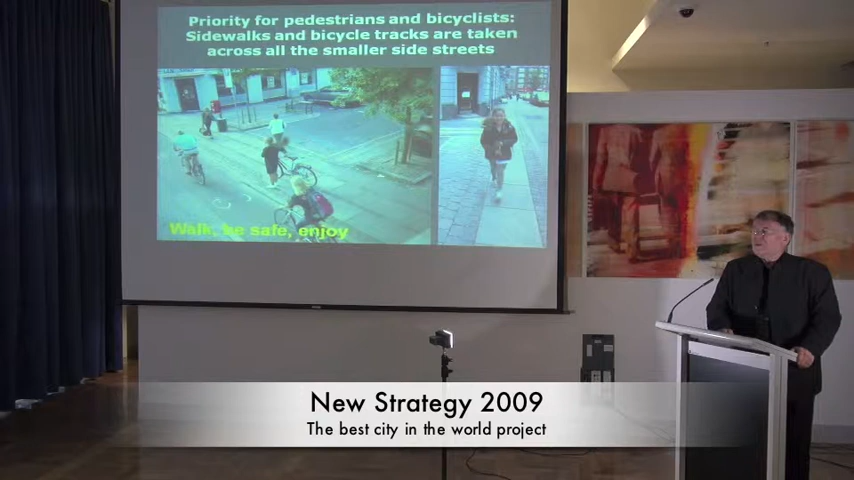 Priority for pedestrians and bicyclists:
Sidewalks and bicycle tracks are taken
across all the smaller side streets
Walk, be safe, enjoy
New Strategy 2009
The best city in the world project